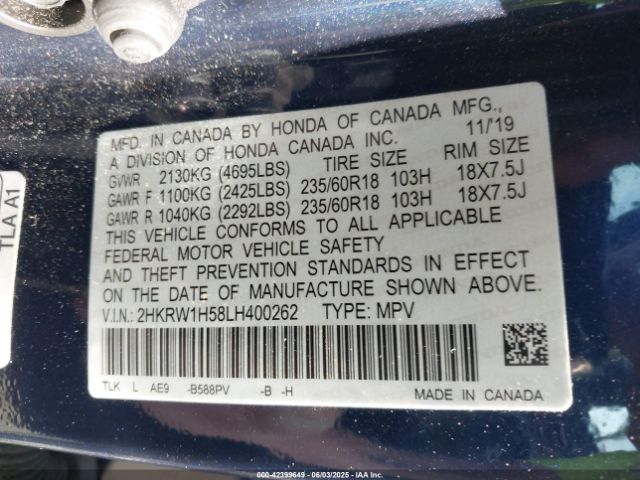 MFD. IN CANADA BY HONDA OF CANADA MFG.,
A DIVISION OF HONDA CANADA INC. 11/19
GVWR 2130KG (4695LBS) TIRE SIZE RIM SIZE
GAWR F 1100KG (2425LBS) 235/60R18 103H 18X7.5J
GAWR R 1040KG (2292LBS) 235/60R18 103H 18X7.5J
THIS VEHICLE CONFORMS TO ALL APPLICABLE
FEDERAL MOTOR VEHICLE SAFETY
AND THEFT PREVENTION STANDARDS IN EFFECT
ON THE DATE OF MANUFACTURE SHOWN ABOVE.
V.I.N.: 2HKRW1H58LH400262 TYPE: MPV
TLK L AE9 -B588PV -B -H MADE IN CANADA
TLA A1
000-42399649 - 06/03/2025 - IAAI.COM